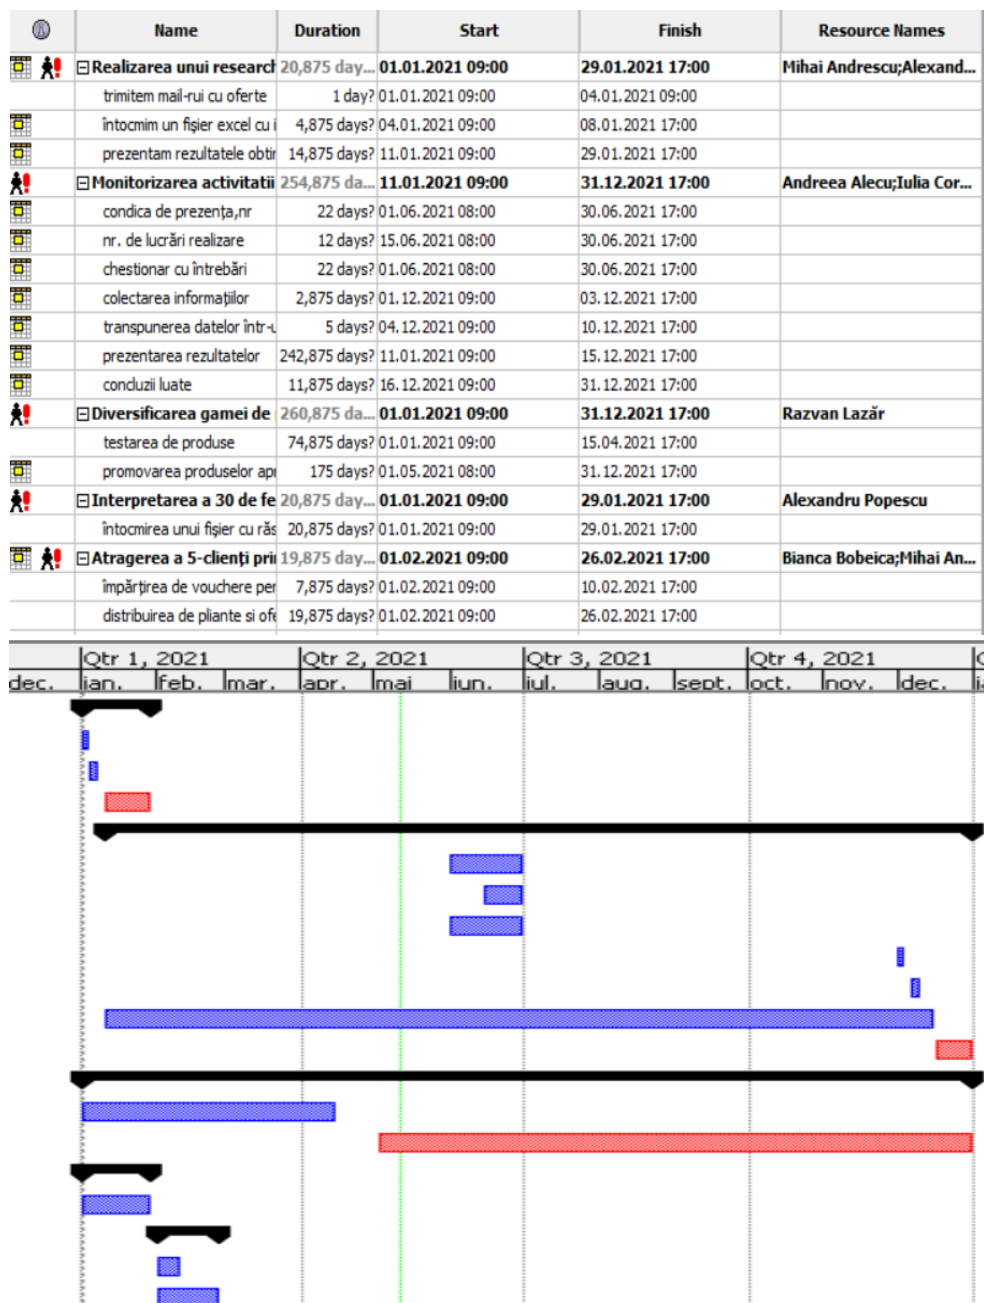 Name Duration Start Finish Resource Names
Realizarea unui research 20,875 day... 01.01.2021 09:00 29.01.2021 17:00 Mihai Andrescu;Alexand...
trimitem mail-rui cu oferte 1 day? 01.01.2021 09:00 04.01.2021 09:00
întocmim un fișier excel cu i 4,875 days? 04.01.2021 09:00 08.01.2021 17:00
prezentam rezultatele obtir 14,875 days? 11.01.2021 09:00 29.01.2021 17:00
Monitorizarea activitatii 254,875 da... 11.01.2021 09:00 31.12.2021 17:00 Andreea Alecu;Iulia Cor...
condica de prezența,nr 22 days? 01.06.2021 08:00 30.06.2021 17:00
nr. de lucrări realizare 12 days? 15.06.2021 08:00 30.06.2021 17:00
chestionar cu întrebări 22 days? 01.06.2021 08:00 30.06.2021 17:00
colectarea informațiilor 2,875 days? 01.12.2021 09:00 03.12.2021 17:00
transpunerea datelor într-u 5 days? 04.12.2021 09:00 10.12.2021 17:00
prezentarea rezultatelor 242,875 days? 11.01.2021 09:00 15.12.2021 17:00
concluzii luate 11,875 days? 16.12.2021 09:00 31.12.2021 17:00
Diversificarea gamei de 260,875 da... 01.01.2021 09:00 31.12.2021 17:00 Razvan Lazăr
testarea de produse 74,875 days? 01.01.2021 09:00 15.04.2021 17:00
promovarea produselor apı 175 days? 01.05.2021 08:00 31.12.2021 17:00
Interpretarea a 30 de fe 20,875 day... 01.01.2021 09:00 29.01.2021 17:00 Alexandru Popescu
întocmirea unui fișier cu răs 20,875 days? 01.01.2021 09:00 29.01.2021 17:00
Atragerea a 5-clienți pri 19,875 day... 01.02.2021 09:00 26.02.2021 17:00 Bianca Bobeica;Mihai An...
împărțirea de vouchere per 7,875 days? 01.02.2021 09:00 10.02.2021 17:00
distribuirea de pliante si ofe 19,875 days? 01.02.2021 09:00 26.02.2021 17:00
Qtr 1, 2021 Qtr 2, 2021 Qtr 3, 2021 Qtr 4, 2021
dec. ian. feb. mar. apr. mai iun. iul. aug. sept. oct. nov. dec.